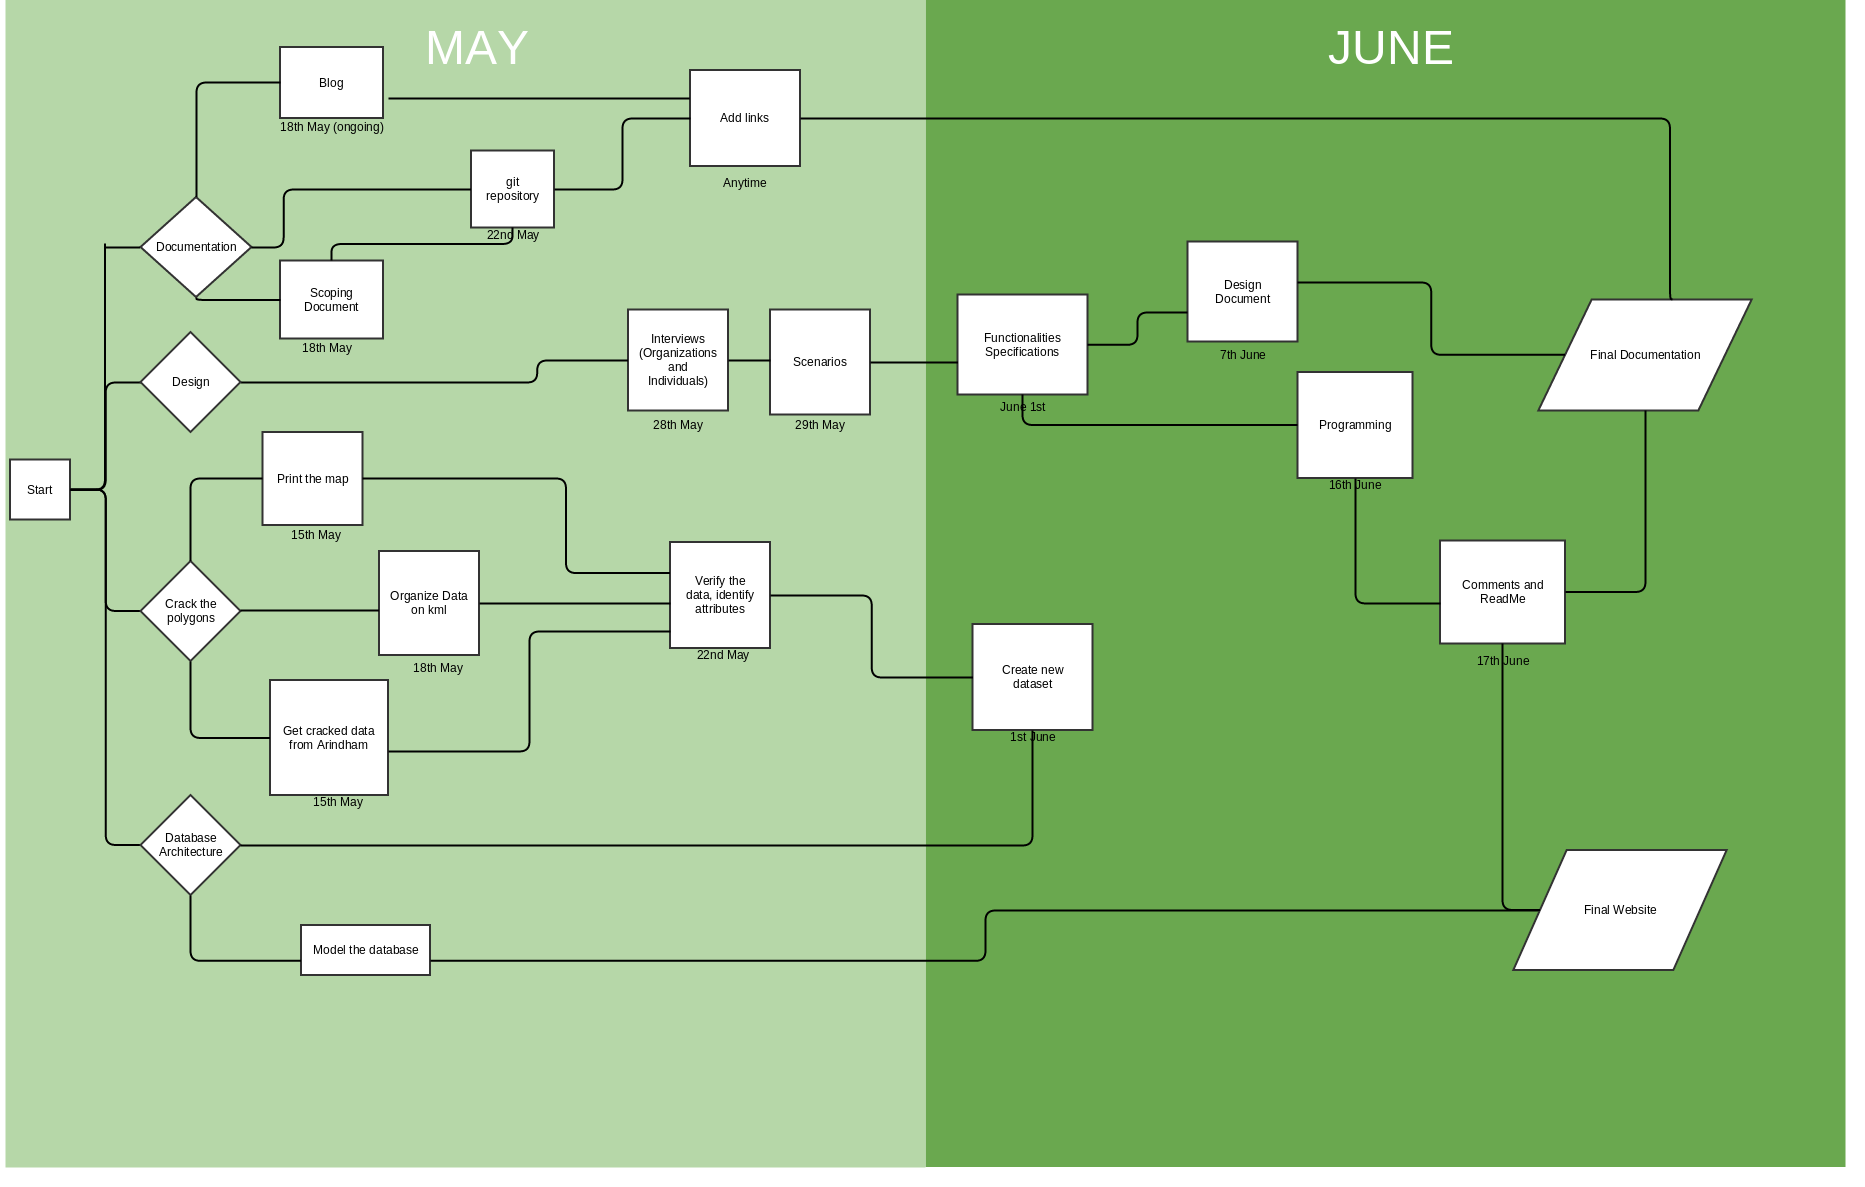 MAY
JUNE
Blog
18th May (ongoing)
Add links
Anytime
git
repository
22nd May
Documentation
Scoping
Document
18th May
Design
Interviews
(Organizations
and
Individuals)
28th May
Scenarios
29th May
Functionalities
Specifications
June 1st
Design
Document
7th June
Final Documentation
Programming
16th June
Start
Print the map
15th May
Crack the
polygons
Organize Data
on kml
18th May
Verify the
data, identify
attributes
22nd May
Comments and
ReadMe
17th June
Create new
dataset
1st June
Get cracked data
from Arindham
15th May
Database
Architecture
Model the database
Final Website